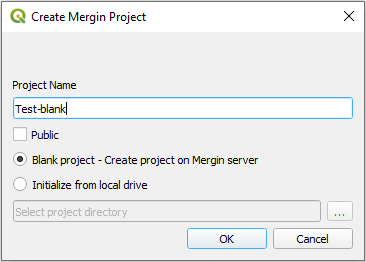 Create Mergin Project
Project Name
Test-blank
Public
Blank project - Create project on Mergin server
Initialize from local drive
Select project directory
...
OK
Cancel